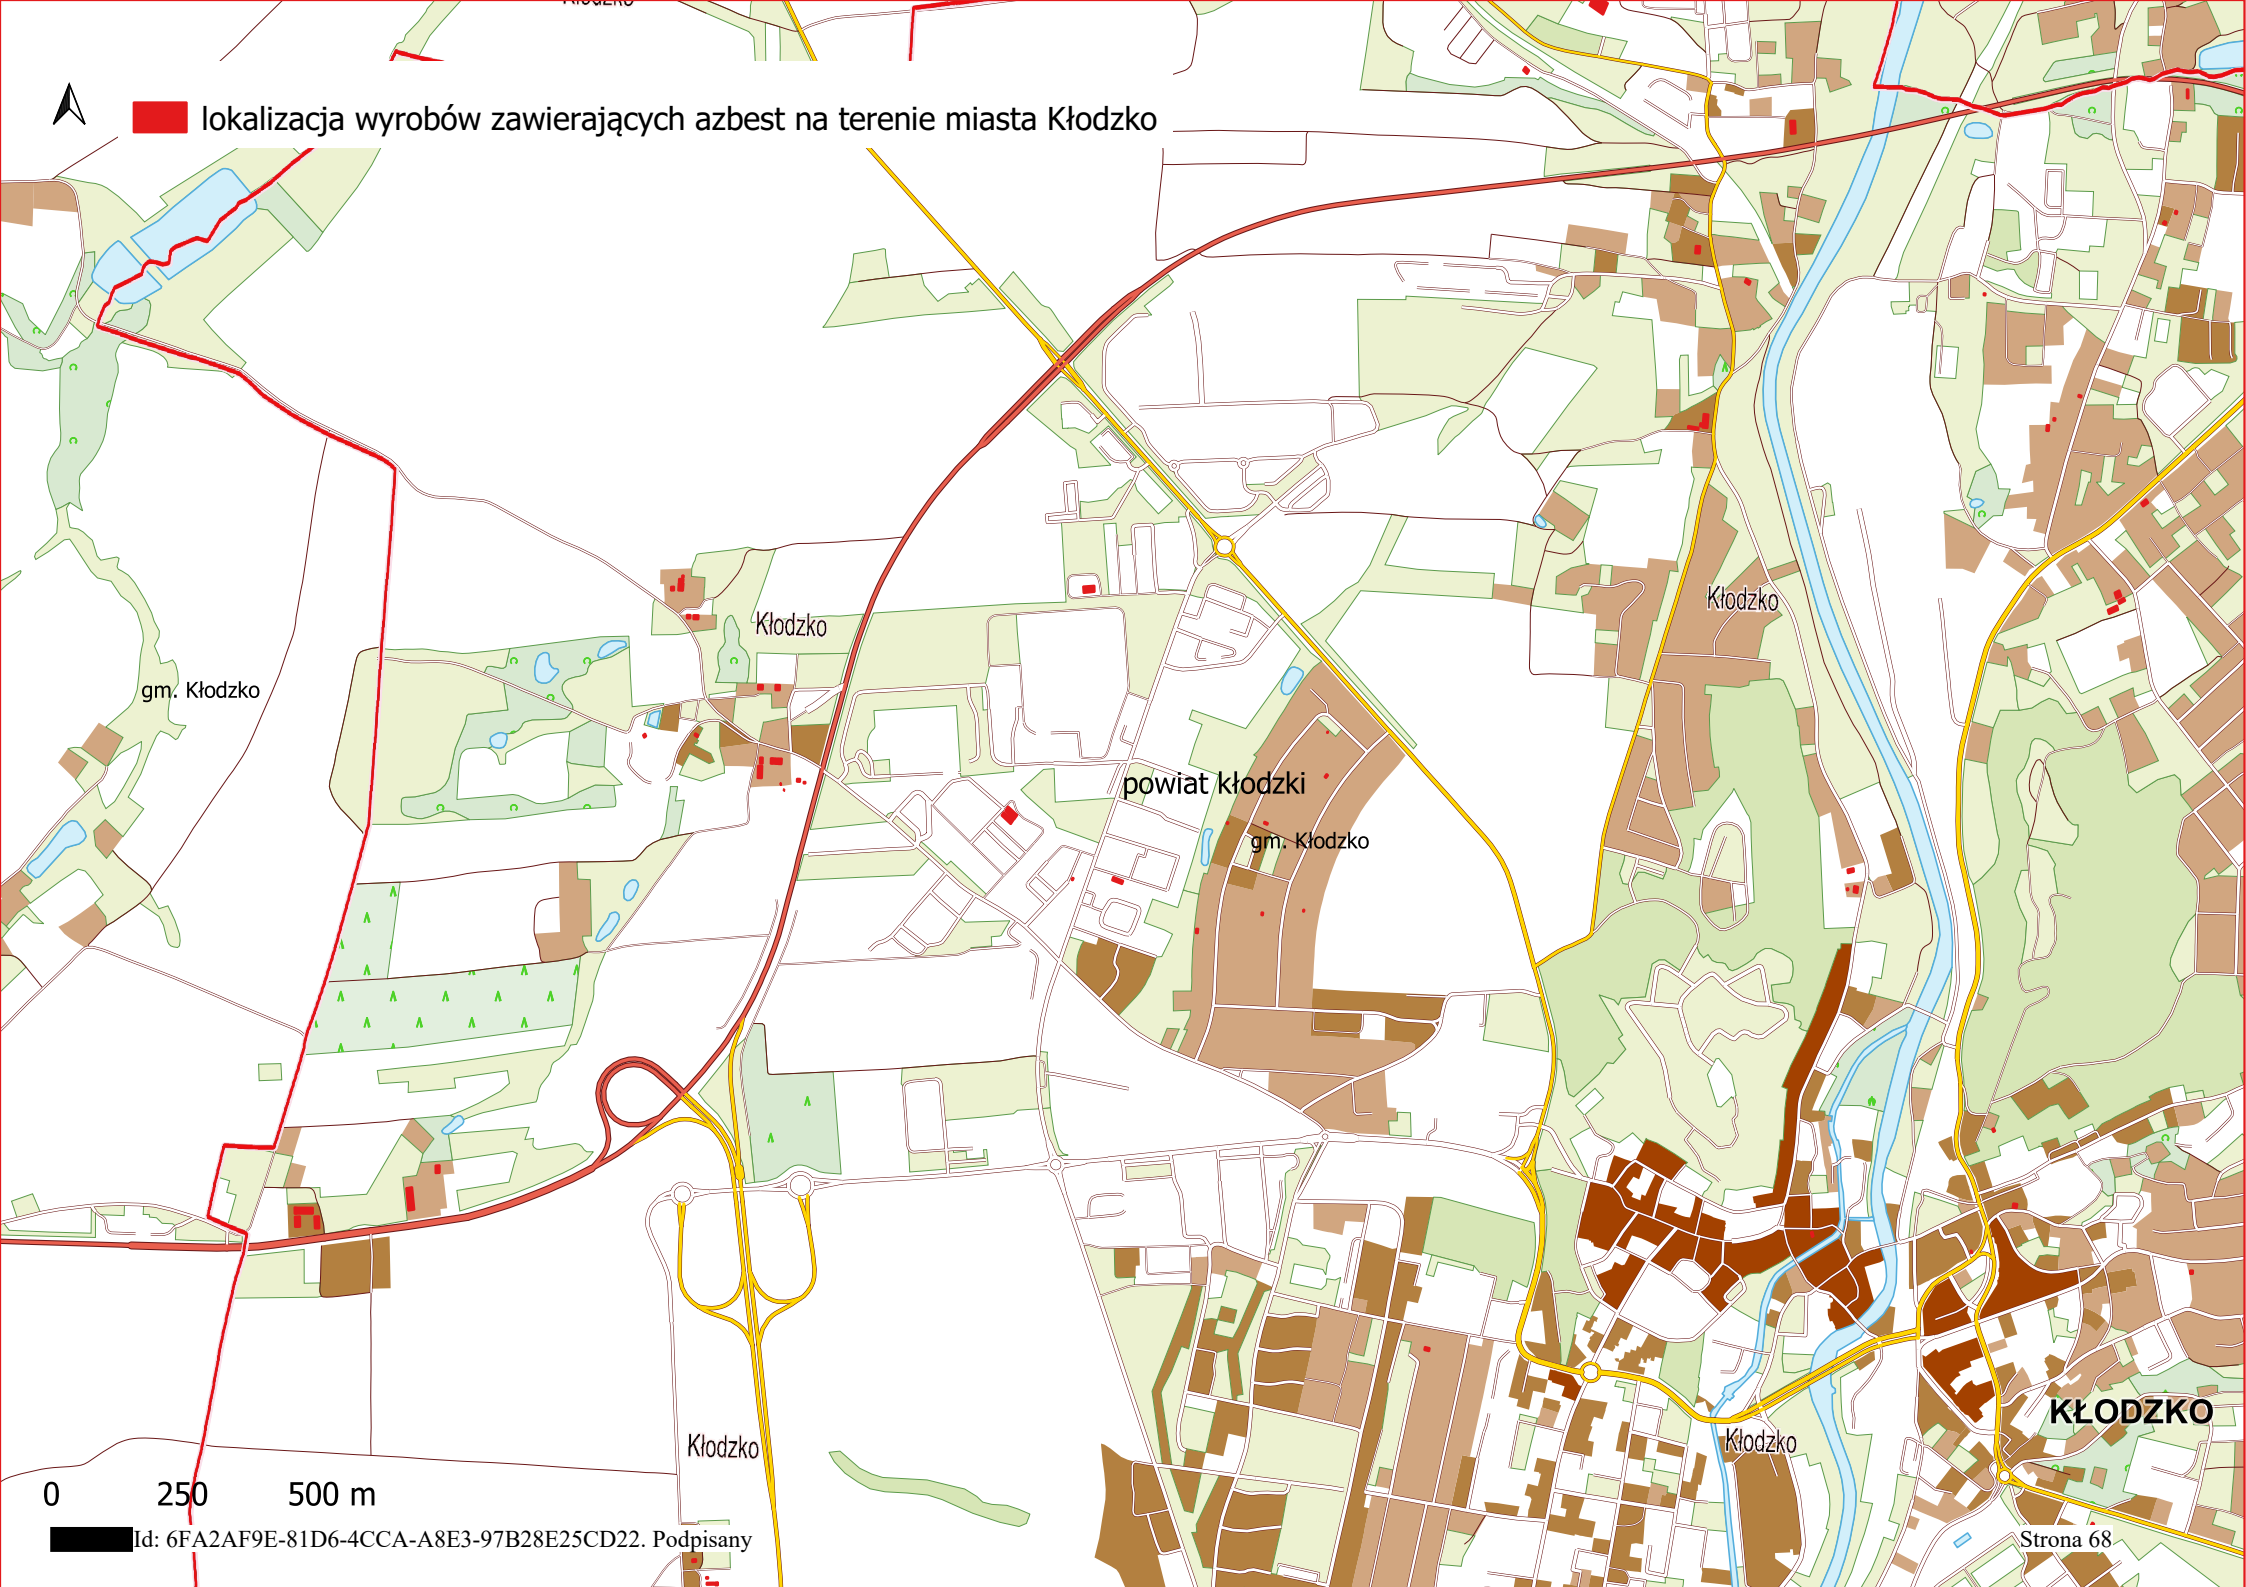 Kłodzko
lokalizacja wyrobów zawierających azbest na terenie miasta Kłodzko
Kłodzko
Kłodzko
gm. Kłodzko
powiat kłodzki
gm. Kłodzko
KŁODZKO
Kłodzko
Kłodzko
0 250 500 m
Id: 6FA2AF9E-81D6-4CCA-A8E3-97B28E25CD22. Podpisany
Strona 68